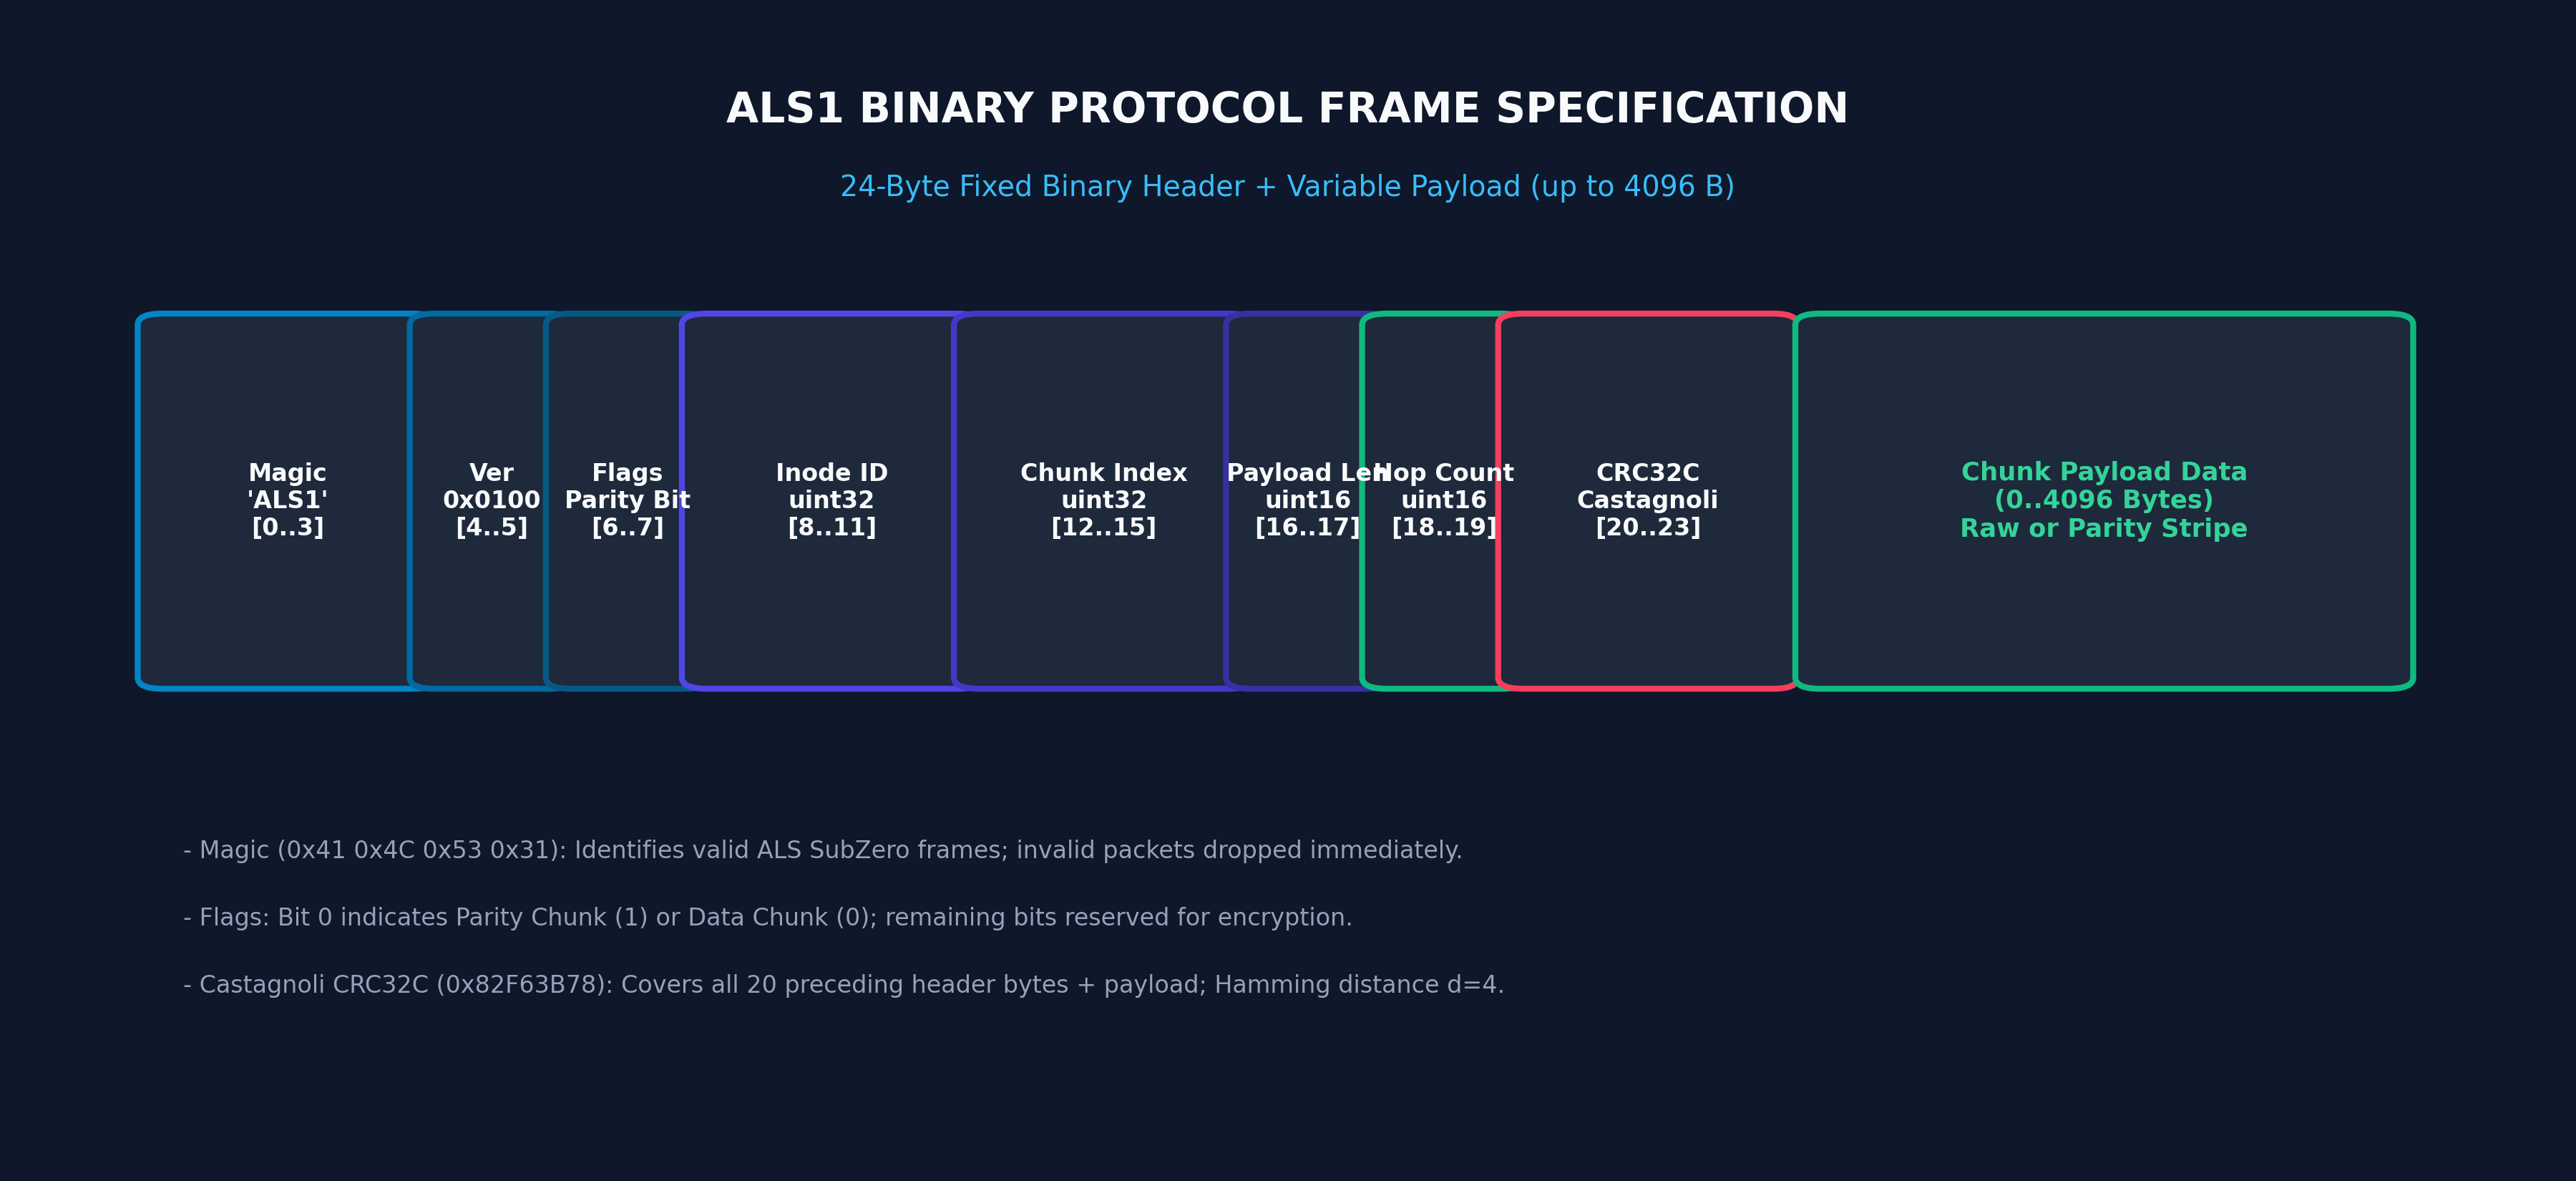 ALS1 BINARY PROTOCOL FRAME SPECIFICATION
24-Byte Fixed Binary Header + Variable Payload (up to 4096 B)
Magic
'ALS1'
[0..3]
Ver
0x0100
[4..5]
Flags
Parity Bit
[6..7]
Inode ID
uint32
[8..11]
Chunk Index
uint32
[12..15]
Payload Len
uint16
[16..17]
Hop Count
uint16
[18..19]
CRC32C
Castagnoli
[20..23]
Chunk Payload Data
(0..4096 Bytes)
Raw or Parity Stripe
- Magic (0x41 0x4C 0x53 0x31): Identifies valid ALS SubZero frames; invalid packets dropped immediately.
- Flags: Bit 0 indicates Parity Chunk (1) or Data Chunk (0); remaining bits reserved for encryption.
- Castagnoli CRC32C (0x82F63B78): Covers all 20 preceding header bytes + payload; Hamming distance d=4.